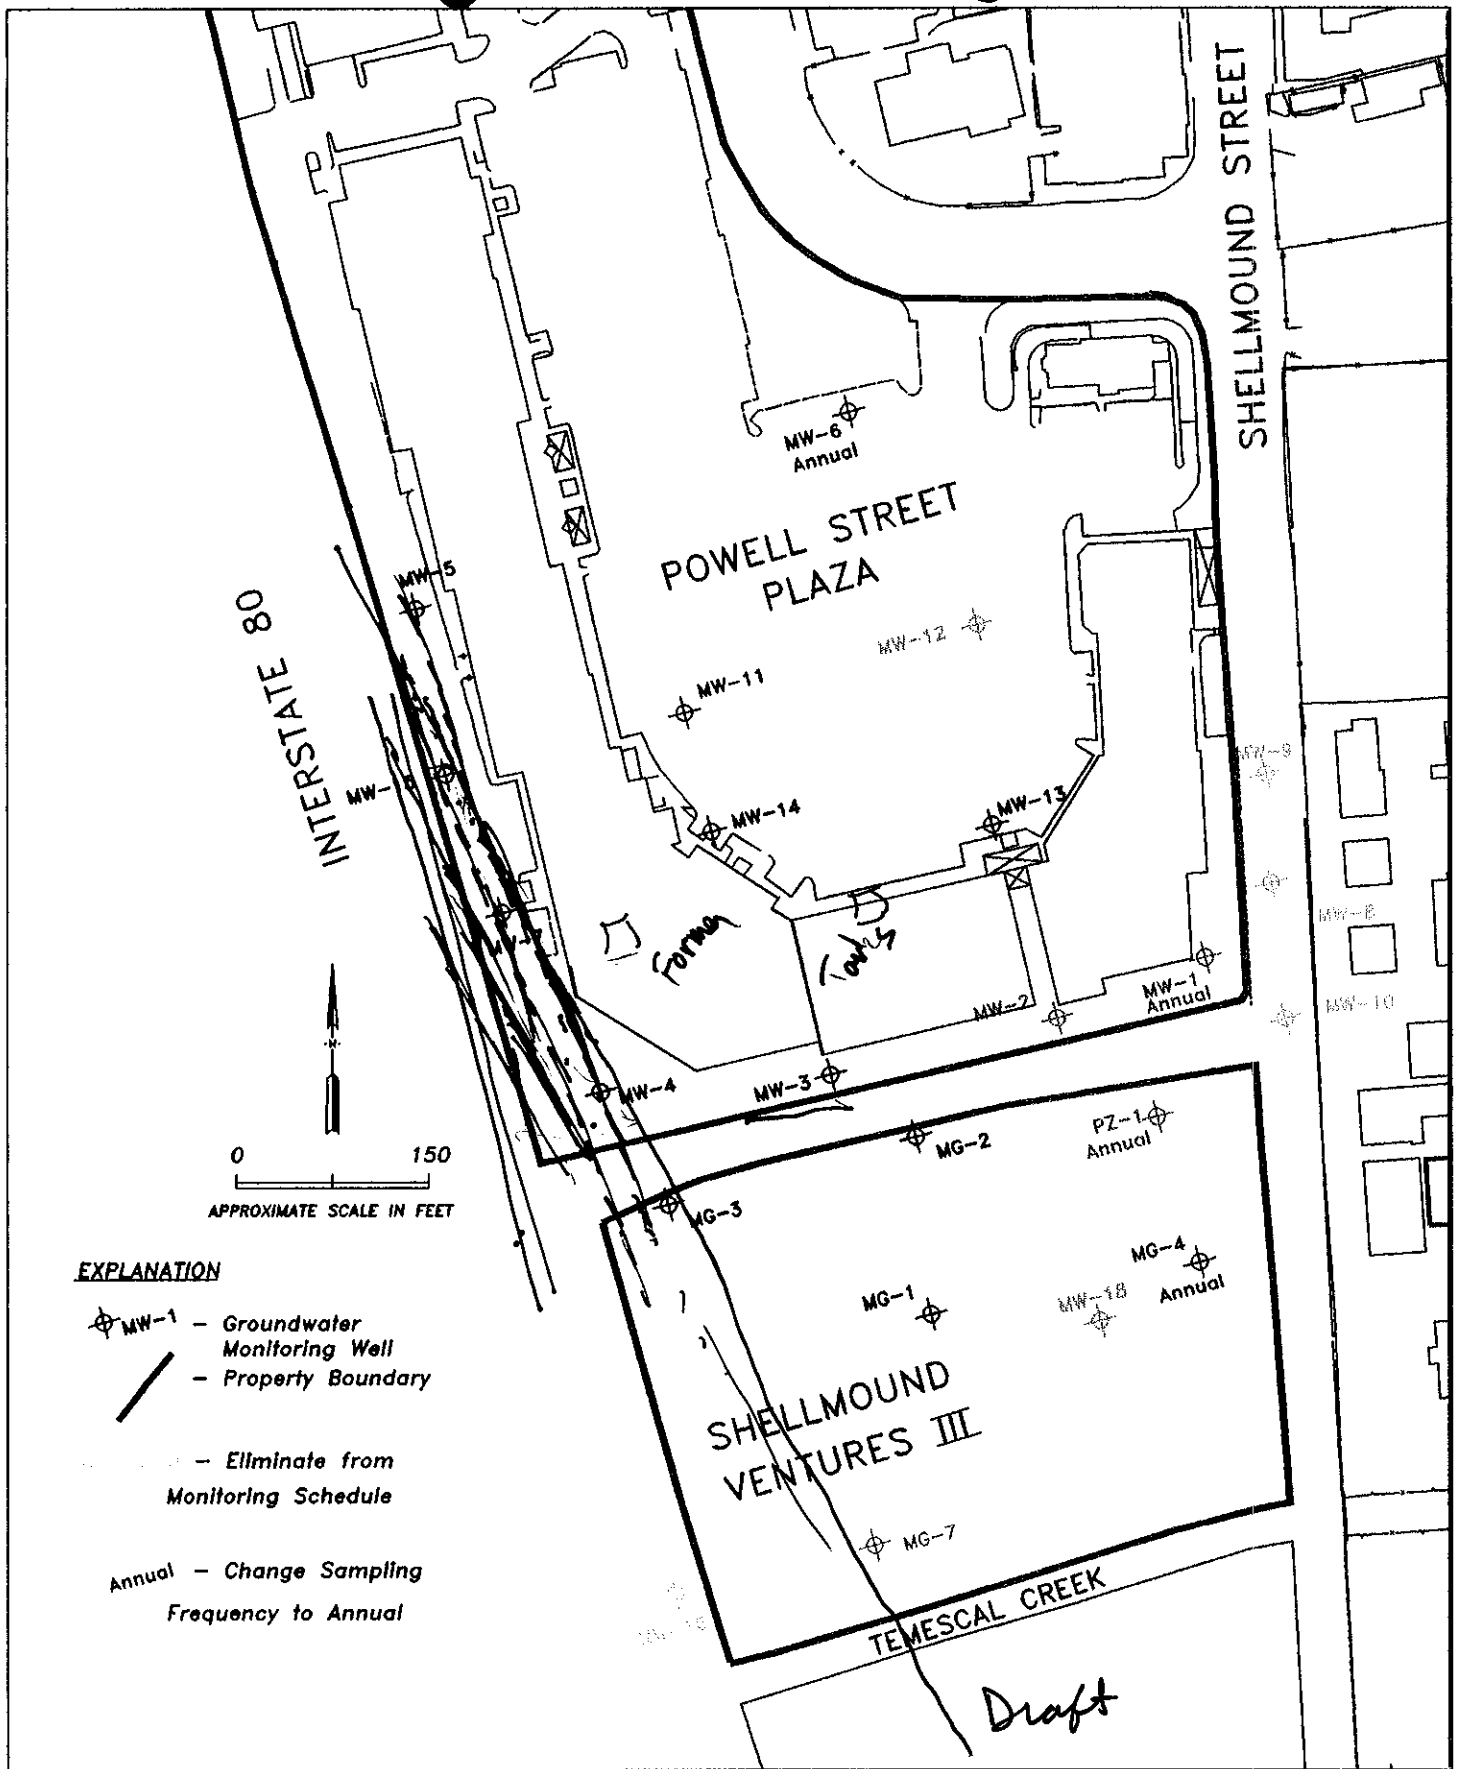 SHELLMOUND STREET
MW-6
Annual
POWELL STREET
PLAZA
INTERSTATE 80
MW-5
MW-12
MW-11
MW-9
MW-14
MW-13
MW-8
Former
Tanks
MW-1
Annual
MW-2
MW-10
MW-4
MW-3
PZ-1
Annual
MG-2
MG-3
0 150
APPROXIMATE SCALE IN FEET
MG-4
Annual
MG-1
MW-18
EXPLANATION
MW-1 - Groundwater
Monitoring Well
- Property Boundary
- Eliminate from
Monitoring Schedule
Annual - Change Sampling
Frequency to Annual
SHELLMOUND
VENTURES III
MG-7
TEMESCAL CREEK
Draft